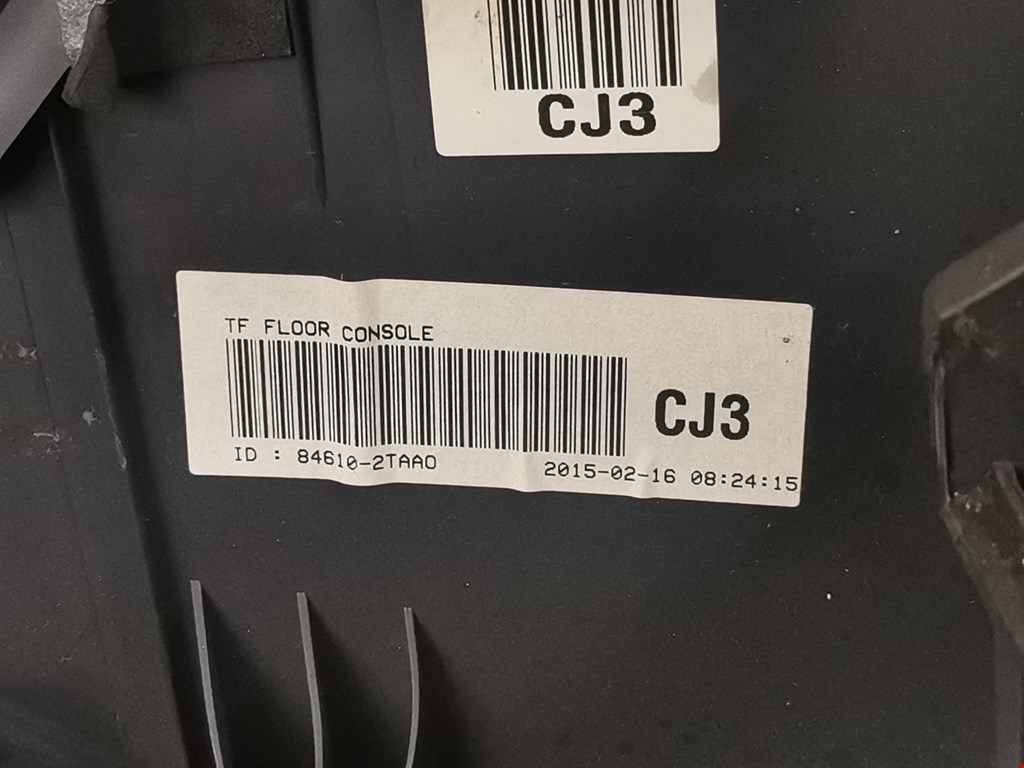 CJ3
TF FLOOR CONSOLE
CJ3
ID : 84610-2TAA0
2015-02-16 08:24:15